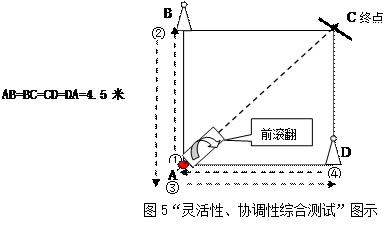 B
C 终点
②
AB=BC=CD=DA=4.5 米
前滚翻
①
A
D
③
④
图 5“灵活性、协调性综合测试”图示